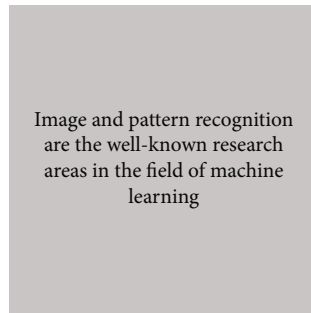 Image and pattern recognition
are the well-known research
areas in the field of machine
learning